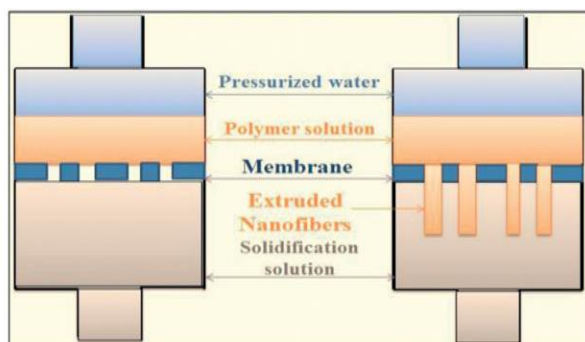 Pressurized water
Polymer solution
Membrane
Extruded
Nanofibers
Solidification
solution